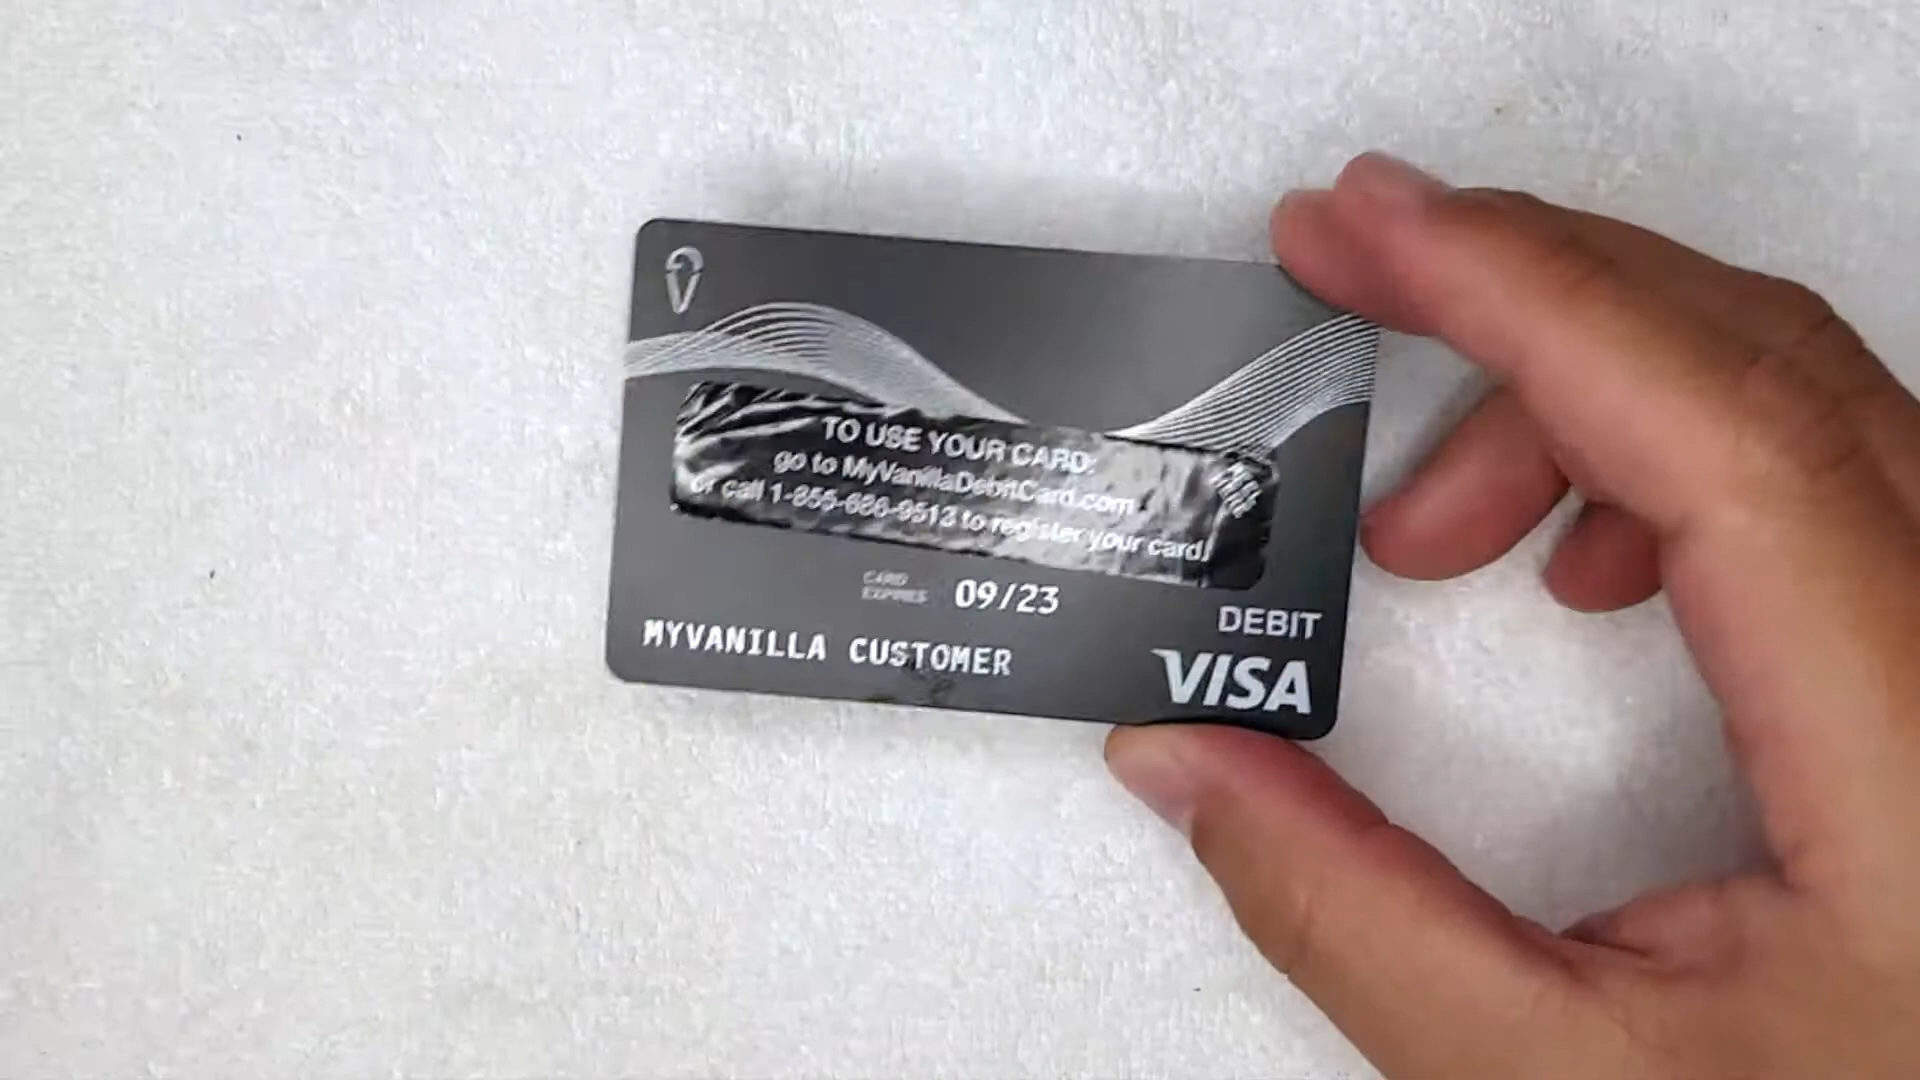 TO USE YOUR CARD:
go to MyVanillaDebitCard.com
or call 1-855-686-9513 to register your card.
CARD
EXPIRES
09/23
MYVANILLA CUSTOMER
DEBIT
VISA